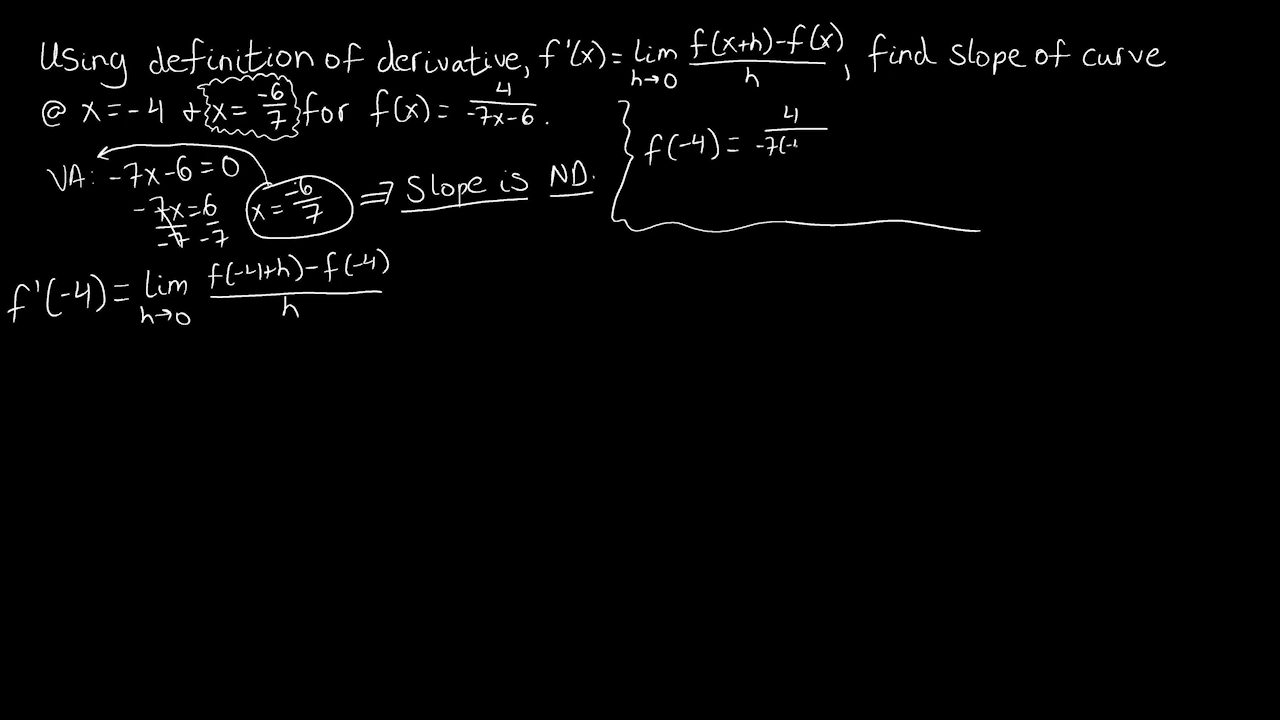 Using definition of derivative, f'(x) = lim h→0 f(x+h)-f(x) / h, find slope of curve
@ x = -4 + x = -6/7 for f(x) = 4 / -7x-6.
VA: -7x-6=0
-7x=6
-7 -7
x = -6/7 ⇒ Slope is ND.
f(-4) = 4 / -7(-
f'(-4) = lim h→0 f(-4+h)-f(-4) / h